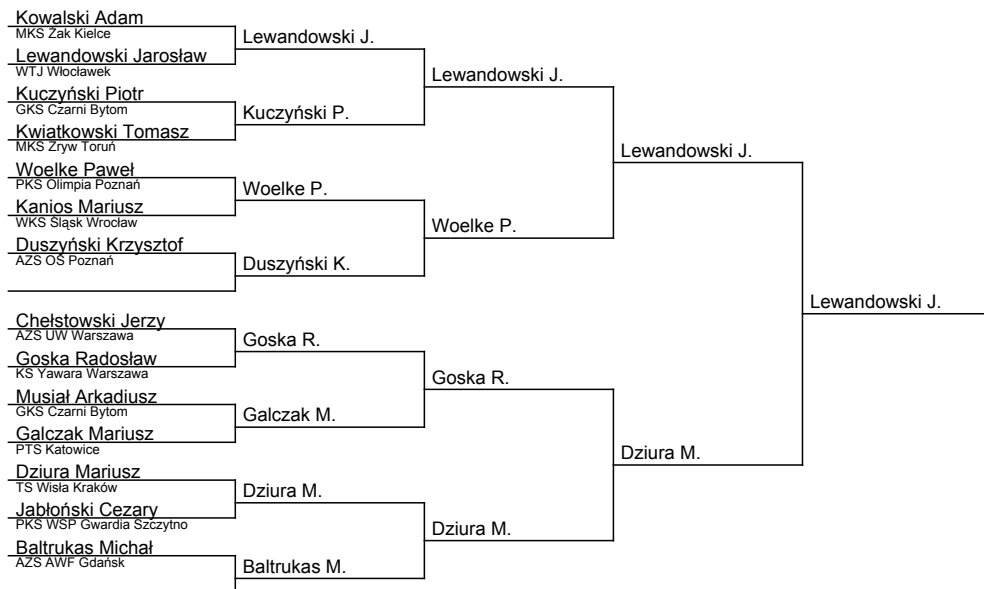 Kowalski Adam
MKS Żak Kielce
Lewandowski J.
Lewandowski Jarosław
WTJ Włocławek
Lewandowski J.
Kuczyński Piotr
GKS Czarni Bytom
Kuczyński P.
Kwiatkowski Tomasz
MKS Zryw Toruń
Lewandowski J.
Woelke Paweł
PKS Olimpia Poznań
Woelke P.
Kanios Mariusz
WKS Śląsk Wrocław
Woelke P.
Duszyński Krzysztof
AZS OŚ Poznań
Duszyński K.
Lewandowski J.
Chełstowski Jerzy
AZS UW Warszawa
Goska R.
Goska Radosław
KS Yawara Warszawa
Goska R.
Musiał Arkadiusz
GKS Czarni Bytom
Galczak M.
Galczak Mariusz
PTS Katowice
Dziura M.
Dziura Mariusz
TS Wisła Kraków
Dziura M.
Jabłoński Cezary
PKS WSP Gwardia Szczytno
Dziura M.
Baltrukas Michał
AZS AWF Gdańsk
Baltrukas M.